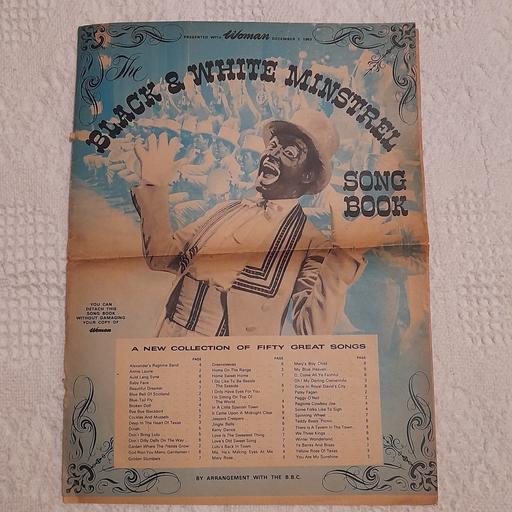 PRESENTED WITH Woman DECEMBER 7, 1963
The
BLACK & WHITE MINSTREL
SONG
BOOK
YOU CAN
DETACH THIS
SONG BOOK
WITHOUT DAMAGING
YOUR COPY OF
Woman
A NEW COLLECTION OF FIFTY GREAT SONGS
PAGE
Alexander's Ragtime Band
Annie Laurie
Auld Lang Syne
Baby Face
Beautiful Dreamer
Blue Bell Of Scotland
Blue Tail Fly
Broken Doll
Bye Bye Blackbird
Cockles And Mussels
Deep In The Heart Of Texas
Dinah
Don't Bring Lulu
Don't Dilly Dally On The Way
Garden Where The Praties Grow
God Rest You Merry, Gentlemen
Golden Slumbers
PAGE
Greensleeves
Home On The Range
Home Sweet Home
I Do Like To Be Beside
The Seaside
I Only Have Eyes For You
I'm Sitting On Top Of
The World
In A Little Spanish Town
It Came Upon A Midnight Clear
Jeepers Creepers
Jingle Bells
Kerry Dance
Love Is The Sweetest Thing
Love's Old Sweet Song
Lulu's Back In Town
Ma, He's Making Eyes At Me
Mary Rose
PAGE
Mary's Boy Child
My Blue Heaven
O, Come All Ye Faithful
Oh! My Darling Clementine
Once In Royal David's City
Patsy Fagan
Peggy O'Neil
Ragtime Cowboy Joe
Some Folks Like To Sigh
Spinning Wheel
Teddy Bears' Picnic
There Is A Tavern In The Town
We Three Kings
Winter Wonderland
Ye Banks And Braes
Yellow Rose Of Texas
You Are My Sunshine
BY ARRANGEMENT WITH THE B.B.C.